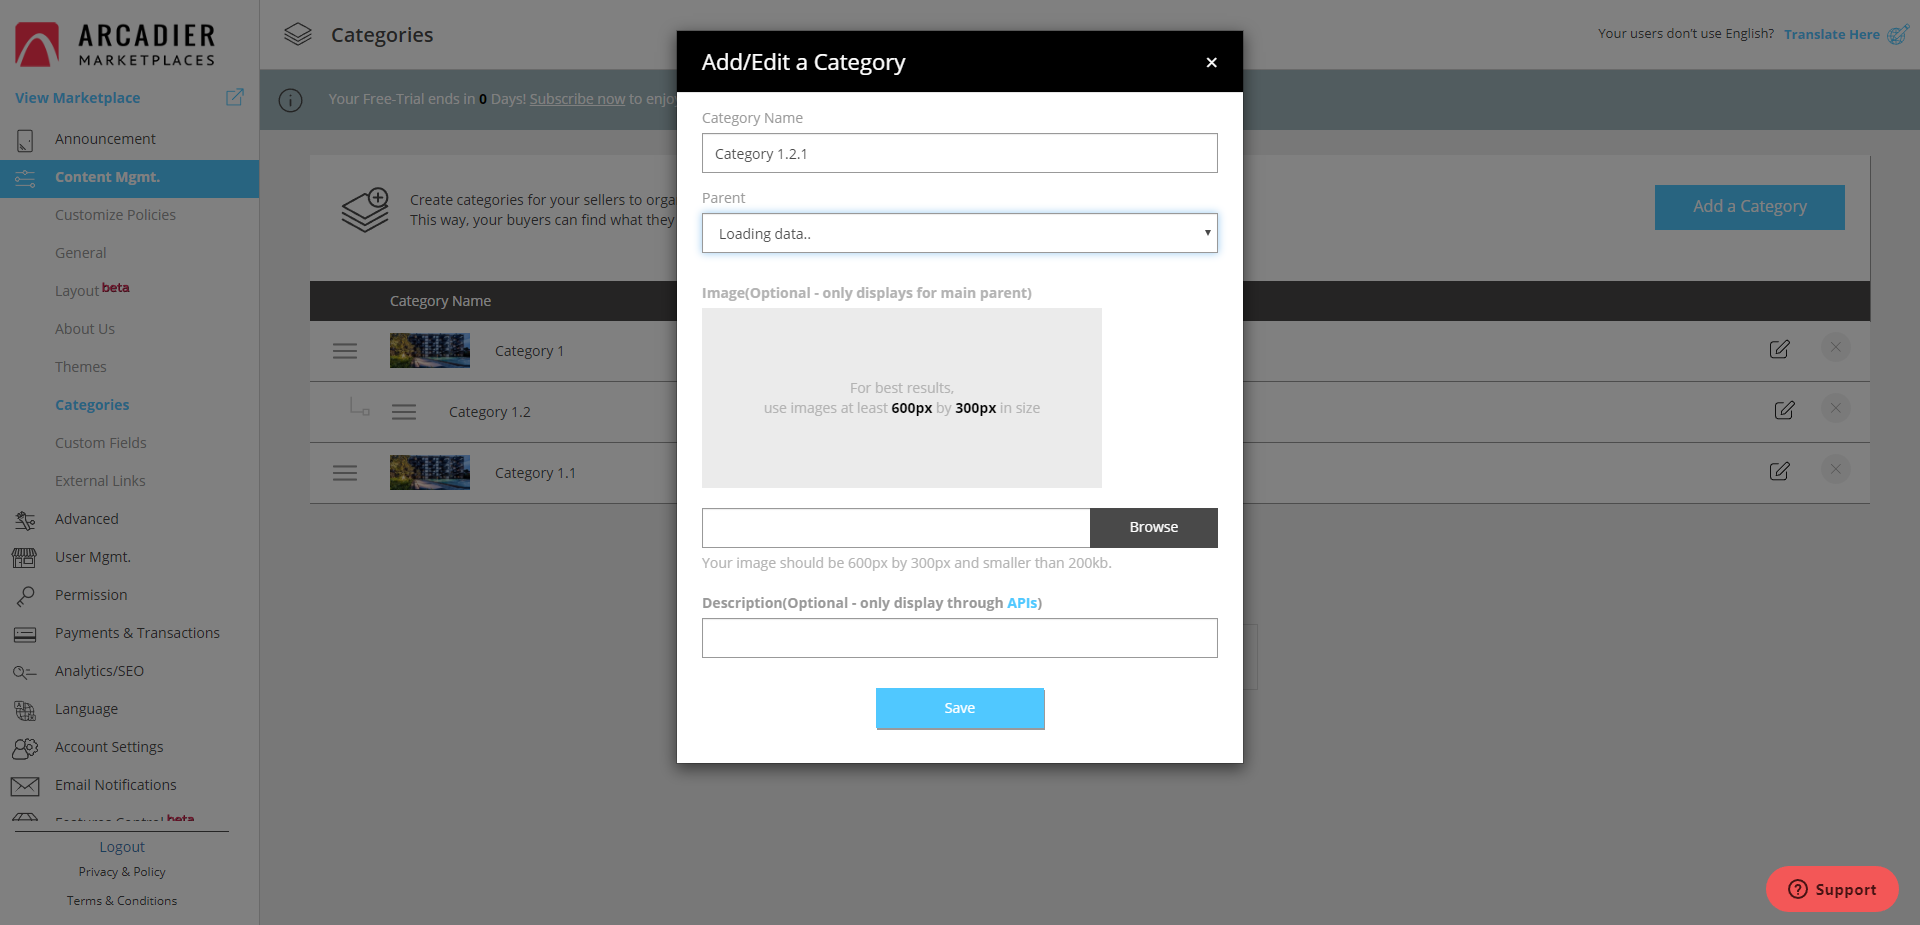 ARCADIER
MARKETPLACES
View Marketplace
Announcement
Content Mgmt.
Customize Policies
General
Layout beta
About Us
Themes
Categories
Custom Fields
External Links
Advanced
User Mgmt.
Permission
Payments & Transactions
Analytics/SEO
Language
Account Settings
Email Notifications
Features Control beta
Logout
Privacy & Policy
Terms & Conditions
Categories
Your users don't use English? Translate Here
Your Free-Trial ends in 0 Days! Subscribe now to enjoy
Create categories for your sellers to orga
This way, your buyers can find what they
Add a Category
Category Name
Category 1
Category 1.2
Category 1.1
Add/Edit a Category
×
Category Name
Category 1.2.1
Parent
Loading data..
Image(Optional - only displays for main parent)
For best results,
use images at least 600px by 300px in size
Browse
Your image should be 600px by 300px and smaller than 200kb.
Description(Optional - only display through APIs)
Save
Support